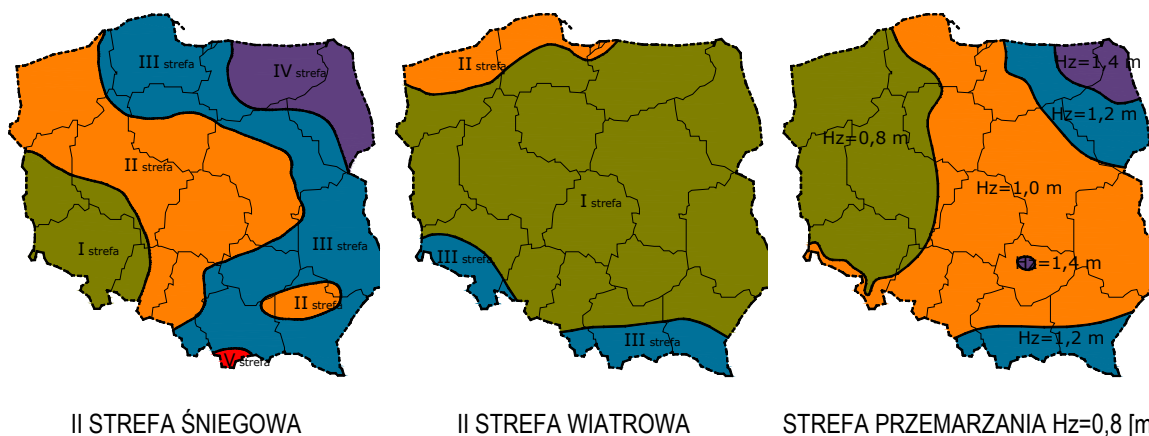 III strefa
IV strefa
II strefa
I strefa
III strefa
II strefa
V strefa
II STREFA ŚNIEGOWA
II strefa
I strefa
III strefa
III strefa
II STREFA WIATROWA
Hz=1,4 m
Hz=1,2 m
Hz=0,8 m
Hz=1,0 m
Hz=1,4 m
Hz=1,2 m
STREFA PRZEMARZANIA Hz=0,8 [m